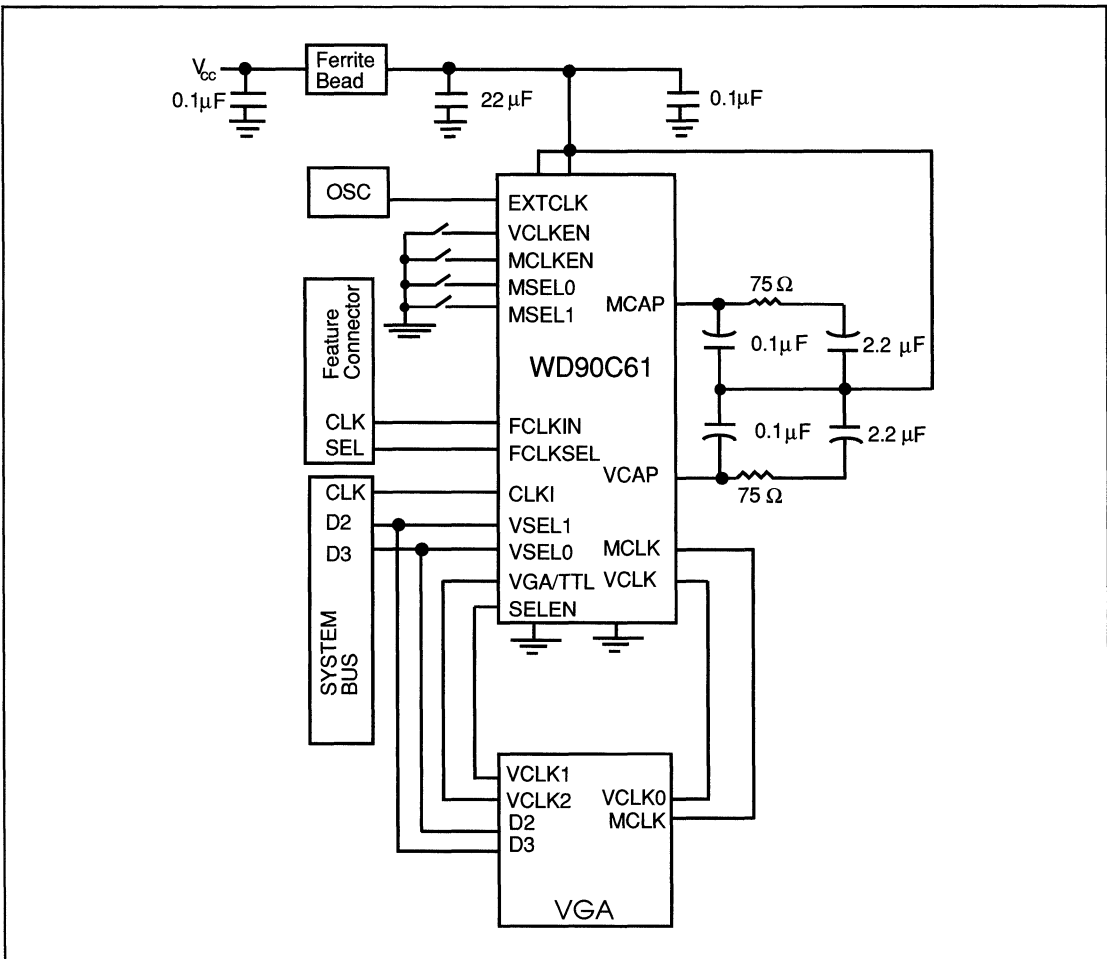 Vcc
Ferrite
Bead
0.1µF
22 µF
0.1µF
OSC
EXTCLK
VCLKEN
MCLKEN
MSEL0
MSEL1
MCAP
75 Ω
0.1µF
2.2 µF
WD90C61
Feature
Connector
CLK
SEL
FCLKIN
FCLKSEL
0.1µF
2.2 µF
VCAP
75 Ω
CLK
D2
D3
SYSTEM
BUS
CLKI
VSEL1
VSEL0
VGA/TTL
SELEN
MCLK
VCLK
VCLK1
VCLK2
D2
D3
VCLK0
MCLK
VGA